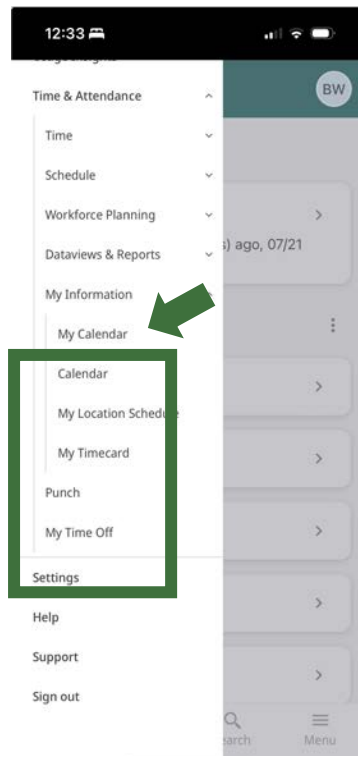 12:33
Time & Attendance
BW
Time
Schedule
Workforce Planning
) ago, 07/21
Dataviews & Reports
My Information
My Calendar
Calendar
My Location Schedule
My Timecard
Punch
My Time Off
Settings
Help
Support
Sign out
earch
Menu